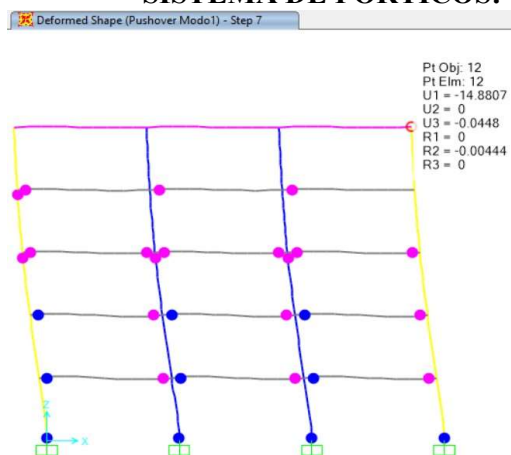 SISTEMA DE PÓRTICOS.
Deformed Shape (Pushover Modo1) - Step 7
Pt Obj: 12
Pt Elm: 12
U1 = -14.8807
U2 = 0
U3 = -0.0448
R1 = 0
R2 = -0.00444
R3 = 0
Z
X